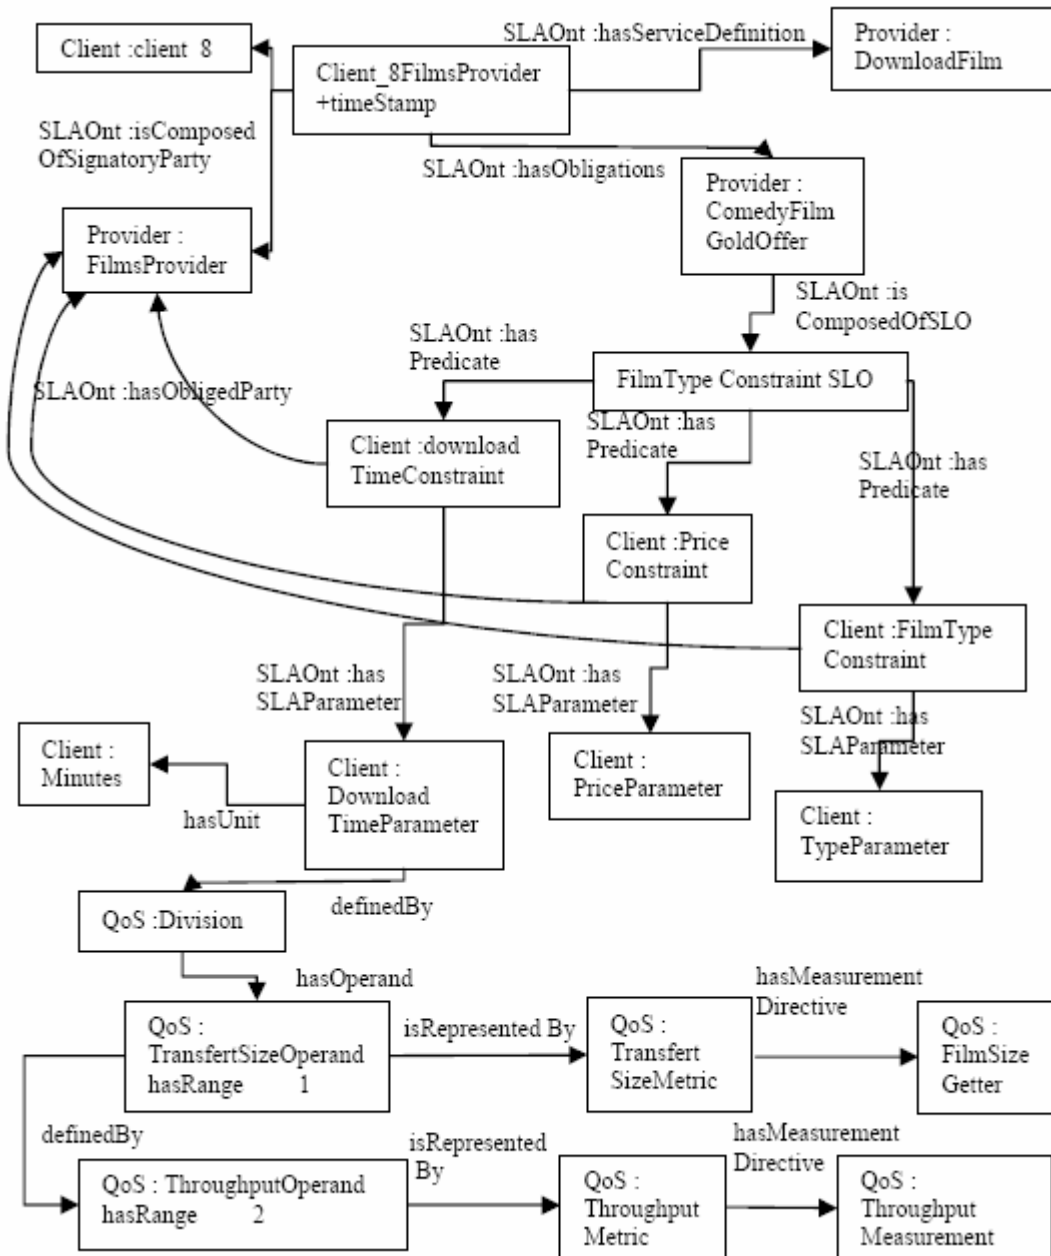 Client :client 8
SLAOnt :hasServiceDefinition
Provider :
DownloadFilm
Client_8FilmsProvider
+timeStamp
SLAOnt :isComposed
OfSignatoryParty
SLAOnt :hasObligations
Provider :
ComedyFilm
GoldOffer
Provider :
FilmsProvider
SLAOnt :is
ComposedOfSLO
SLAOnt :has
Predicate
FilmType Constraint SLO
SLAOnt :hasObligedParty
Client :download
TimeConstraint
SLAOnt :has
Predicate
SLAOnt :has
Predicate
Client :Price
Constraint
Client :FilmType
Constraint
SLAOnt :has
SLAParameter
SLAOnt :has
SLAParameter
SLAOnt :has
SLAParameter
Client :
Minutes
hasUnit
Client :
Download
TimeParameter
Client :
PriceParameter
Client :
TypeParameter
definedBy
QoS :Division
hasOperand
QoS :
TransfertSizeOperand
hasRange 1
isRepresented By
QoS :
Transfert
SizeMetric
hasMeasurement
Directive
QoS :
FilmSize
Getter
definedBy
QoS : ThroughputOperand
hasRange 2
isRepresented
By
QoS :
Throughput
Metric
hasMeasurement
Directive
QoS :
Throughput
Measurement